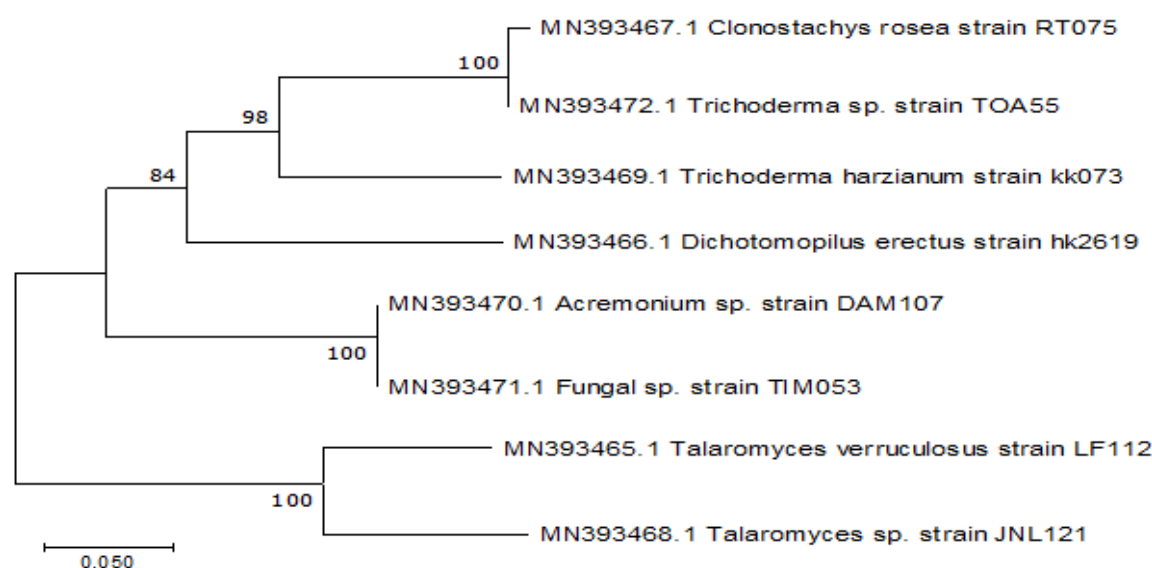 MN393467.1 Clonostachys rosea strain RT075
100
MN393472.1 Trichoderma sp. strain TOA55
98
84
MN393469.1 Trichoderma harzianum strain kk073
MN393466.1 Dichotomopilus erectus strain hk2619
MN393470.1 Acremonium sp. strain DAM107
100
MN393471.1 Fungal sp. strain TIM053
MN393465.1 Talaromyces verruculosus strain LF112
100
MN393468.1 Talaromyces sp. strain JNL121
0.050